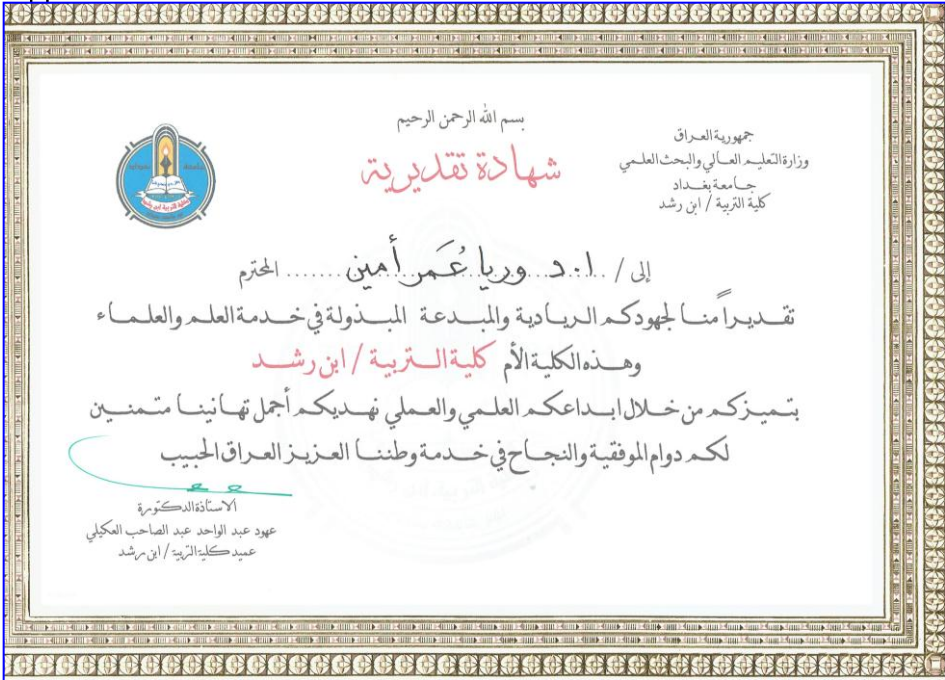 بسم الله الرحمن الرحيم
جمهورية العراق
وزارة التعليم العالي والبحث العلمي
جامعة بغداد
كلية التربية / ابن رشد
شهادة تقديرية
إلى / ا.د. وريا عُمر أمين المحترم
تقديراً منا لجهودكم الريادية والمبدعة المبذولة في خدمة العلم والعلماء
وهذه الكلية الأم كلية التربية / ابن رشد
بتميزكم من خلال ابداعكم العلمي والعملي نهديكم أجمل تهانينا متمنين
لكم دوام الموفقية والنجاح في خدمة وطننا العزيز العراق الحبيب
الاستاذة الدكتورة
عهود عبد الواحد عبد الصاحب العكيلي
عميد كلية التربية / ابن رشد